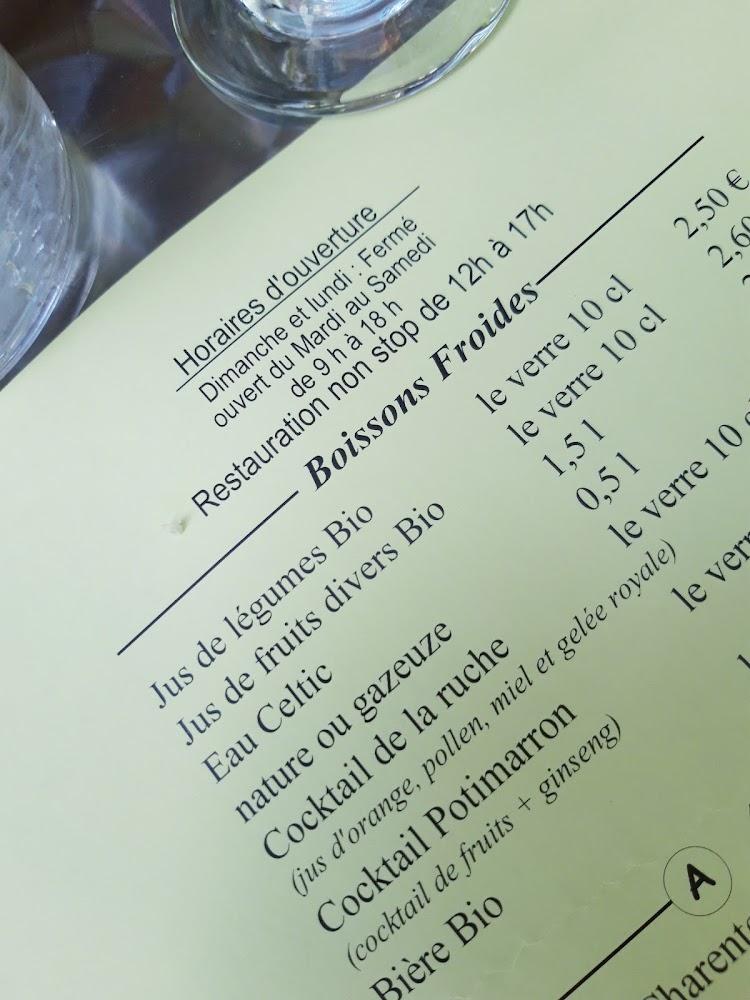 Horaires d'ouverture
Dimanche et lundi : Fermé
ouvert du Mardi au Samedi
de 9 h à 18 h
Restauration non stop de 12h à 17h
Boissons Froides
Jus de légumes Bio le verre 10 cl 2,50 €
Jus de fruits divers Bio le verre 10 cl
Eau Celtic 1,5 l
nature ou gazeuze 0,5 l
Cocktail de la ruche le verre 10
(jus d'orange, pollen, miel et gelée royale)
Cocktail Potimarron le
(cocktail de fruits + ginseng)
Bière Bio
A